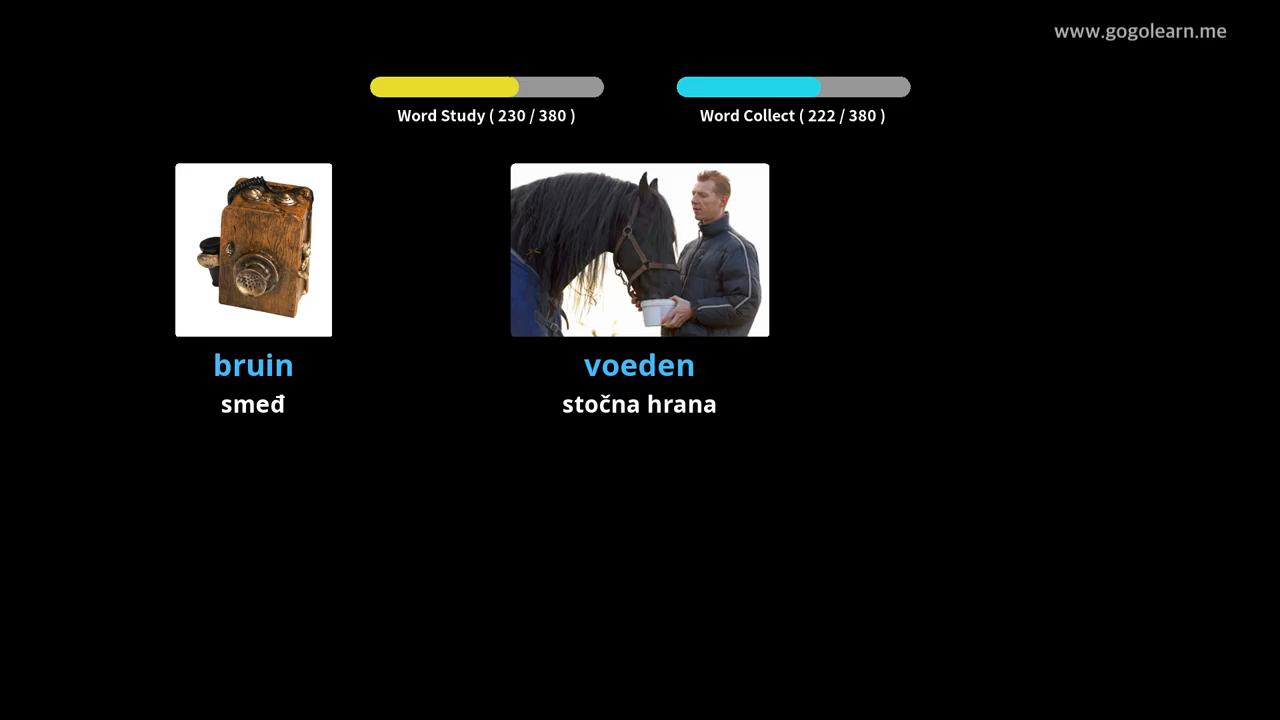 www.gogolearn.me
Word Study ( 230 / 380 )
Word Collect ( 222 / 380 )
bruin
smeđ
voeden
stočna hrana